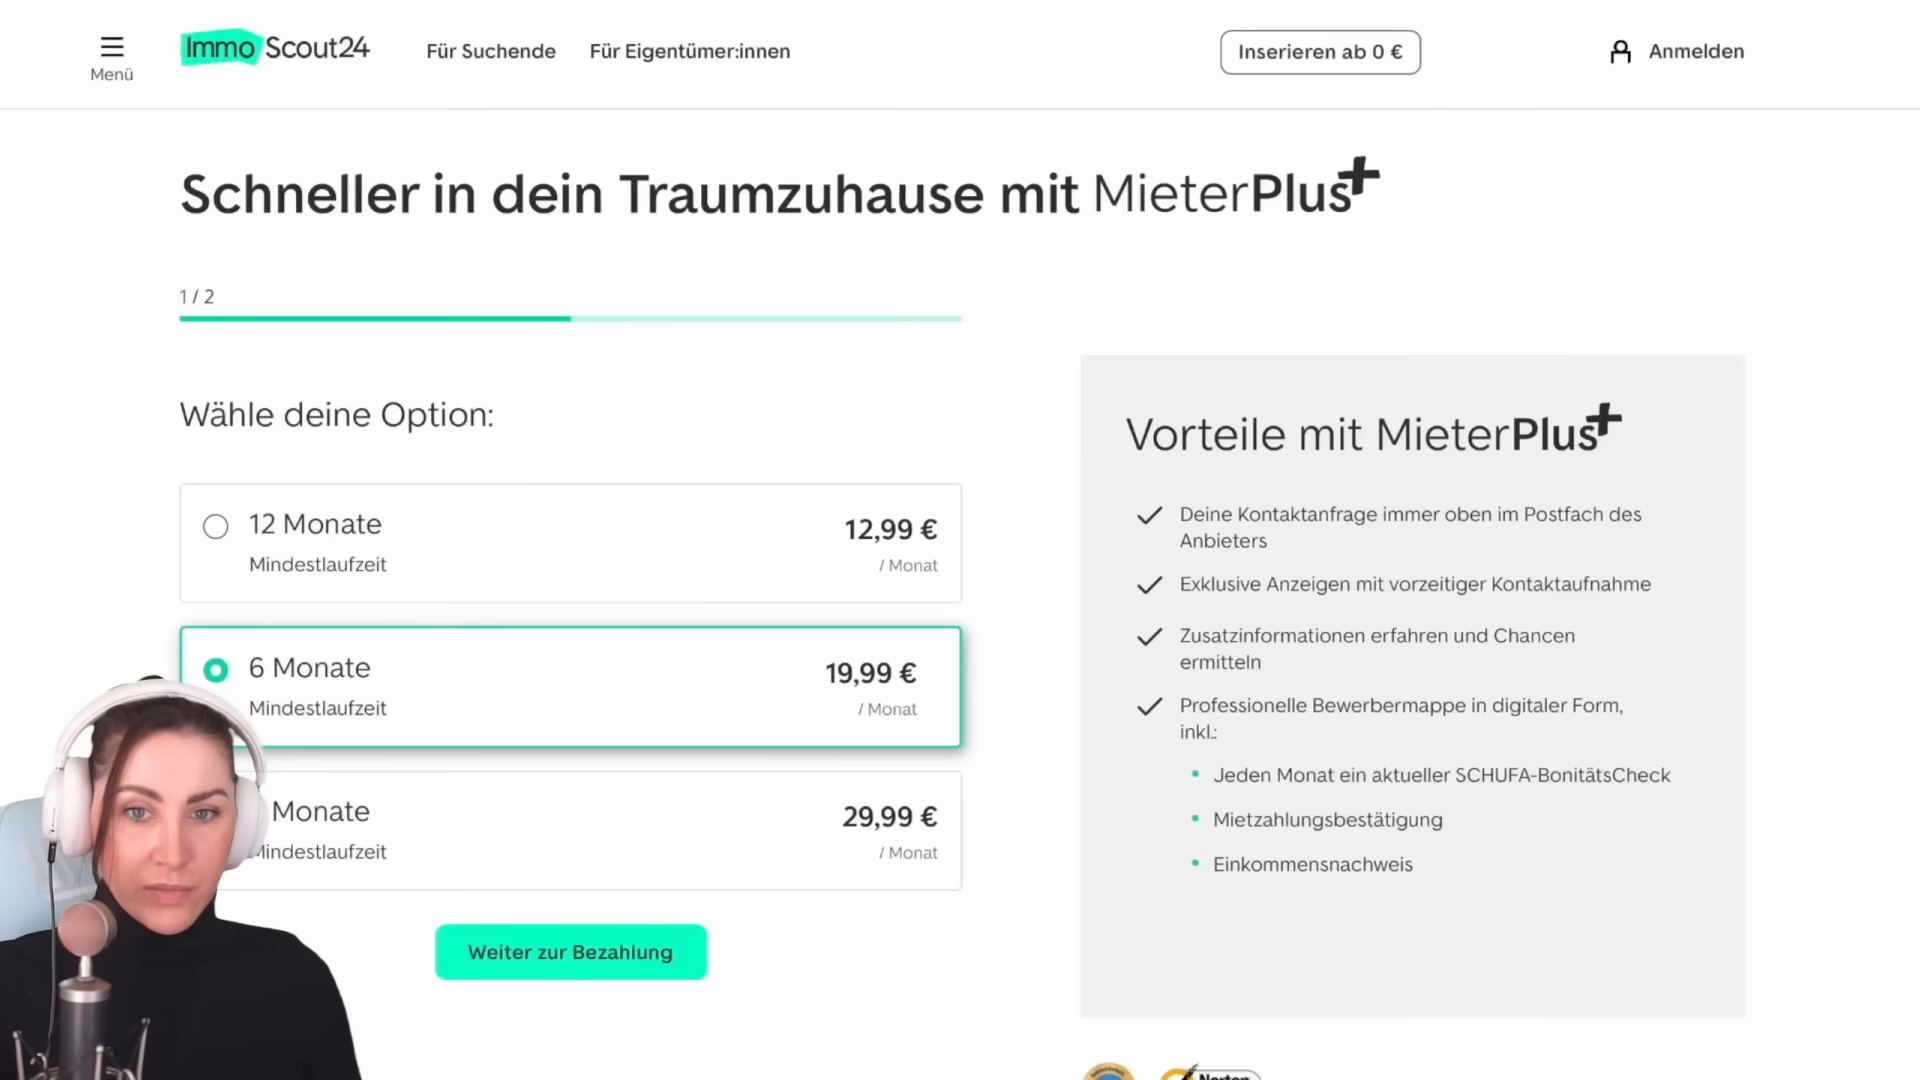 Menü
ImmoScout24
Für Suchende
Für Eigentümer:innen
Inserieren ab 0 €
Anmelden
Schneller in dein Traumzuhause mit MieterPlus+
1 / 2
Wähle deine Option:
12 Monate
12,99 €
Mindestlaufzeit
/ Monat
6 Monate
19,99 €
Mindestlaufzeit
/ Monat
Monate
29,99 €
Mindestlaufzeit
/ Monat
Weiter zur Bezahlung
Vorteile mit MieterPlus+
Deine Kontaktanfrage immer oben im Postfach des
Anbieters
Exklusive Anzeigen mit vorzeitiger Kontaktaufnahme
Zusatzinformationen erfahren und Chancen
ermitteln
Professionelle Bewerbermappe in digitaler Form,
inkl.:
Jeden Monat ein aktueller SCHUFA-BonitätsCheck
Mietzahlungsbestätigung
Einkommensnachweis
Norton